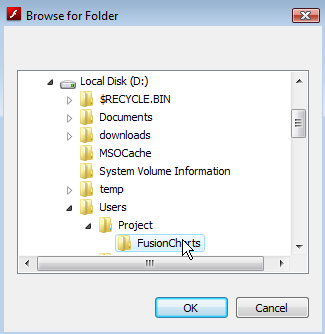 Browse for Folder
Local Disk (D:)
$RECYCLE.BIN
Documents
downloads
MSOCache
System Volume Information
temp
Users
Project
FusionCharts
OK
Cancel